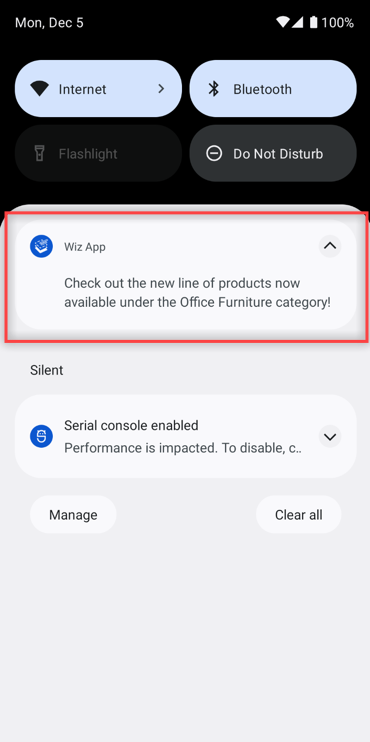 Mon, Dec 5
100%
Internet
Bluetooth
Flashlight
Do Not Disturb
Wiz App
Check out the new line of products now
available under the Office Furniture category!
Silent
Serial console enabled
Performance is impacted. To disable, c..
Manage
Clear all